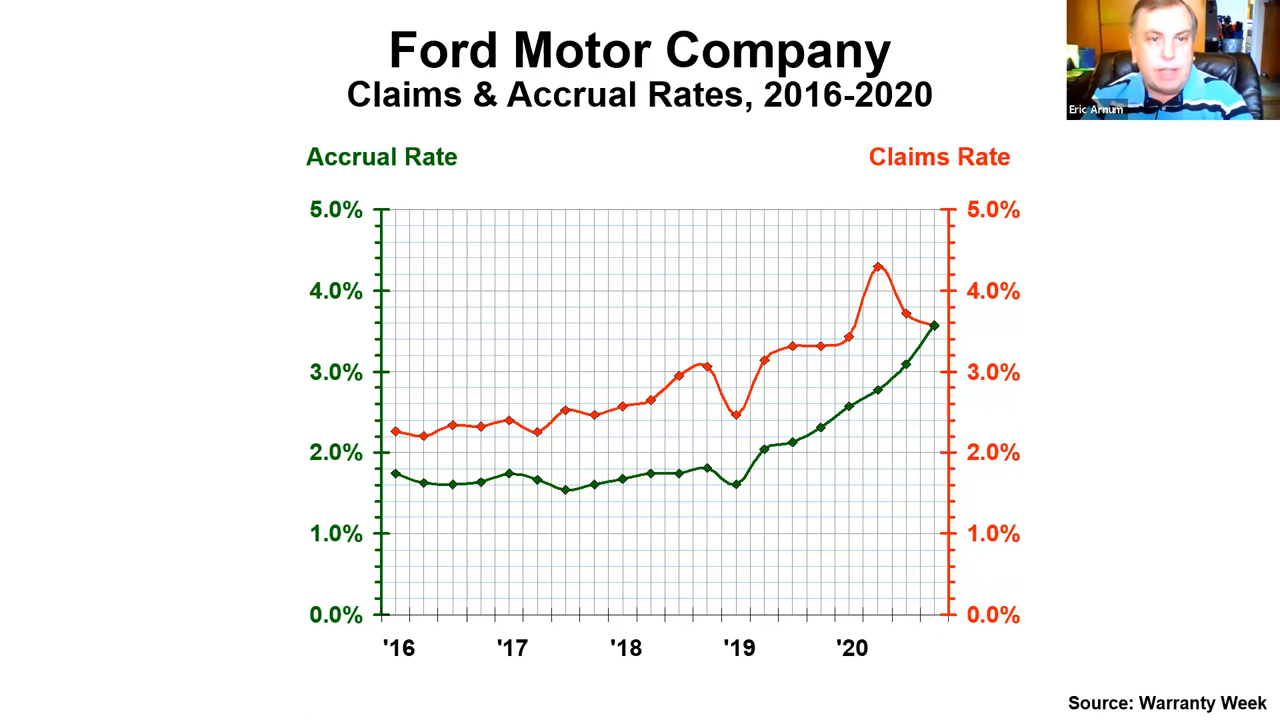 Ford Motor Company
Claims & Accrual Rates, 2016-2020
Eric Arnum
Accrual Rate
Claims Rate
5.0%
5.0%
4.0%
4.0%
3.0%
3.0%
2.0%
2.0%
1.0%
1.0%
0.0%
0.0%
'16 '17 '18 '19 '20
Source: Warranty Week